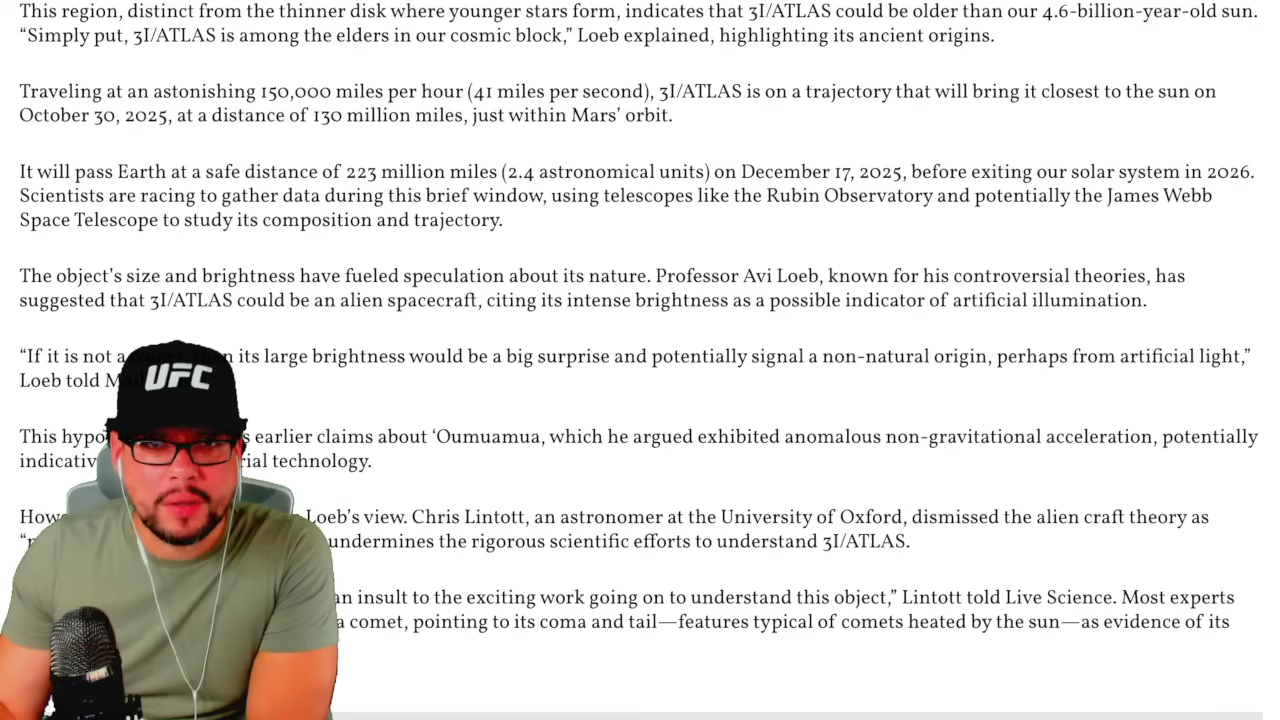 This region, distinct from the thinner disk where younger stars form, indicates that 3I/ATLAS could be older than our 4.6-billion-year-old sun.
“Simply put, 3I/ATLAS is among the elders in our cosmic block,” Loeb explained, highlighting its ancient origins.
Traveling at an astonishing 150,000 miles per hour (41 miles per second), 3I/ATLAS is on a trajectory that will bring it closest to the sun on
October 30, 2025, at a distance of 130 million miles, just within Mars’ orbit.
It will pass Earth at a safe distance of 223 million miles (2.4 astronomical units) on December 17, 2025, before exiting our solar system in 2026.
Scientists are racing to gather data during this brief window, using telescopes like the Rubin Observatory and potentially the James Webb
Space Telescope to study its composition and trajectory.
The object’s size and brightness have fueled speculation about its nature. Professor Avi Loeb, known for his controversial theories, has
suggested that 3I/ATLAS could be an alien spacecraft, citing its intense brightness as a possible indicator of artificial illumination.
“If it is not a its large brightness would be a big surprise and potentially signal a non-natural origin, perhaps from artificial light,”
Loeb told
UFC
This earlier claims about ‘Oumuamua, which he argued exhibited anomalous non-gravitational acceleration, potentially
technology.
Loeb’s view. Chris Lintott, an astronomer at the University of Oxford, dismissed the alien craft theory as
undermines the rigorous scientific efforts to understand 3I/ATLAS.
an insult to the exciting work going on to understand this object,” Lintott told Live Science. Most experts
a comet, pointing to its coma and tail—features typical of comets heated by the sun—as evidence of its